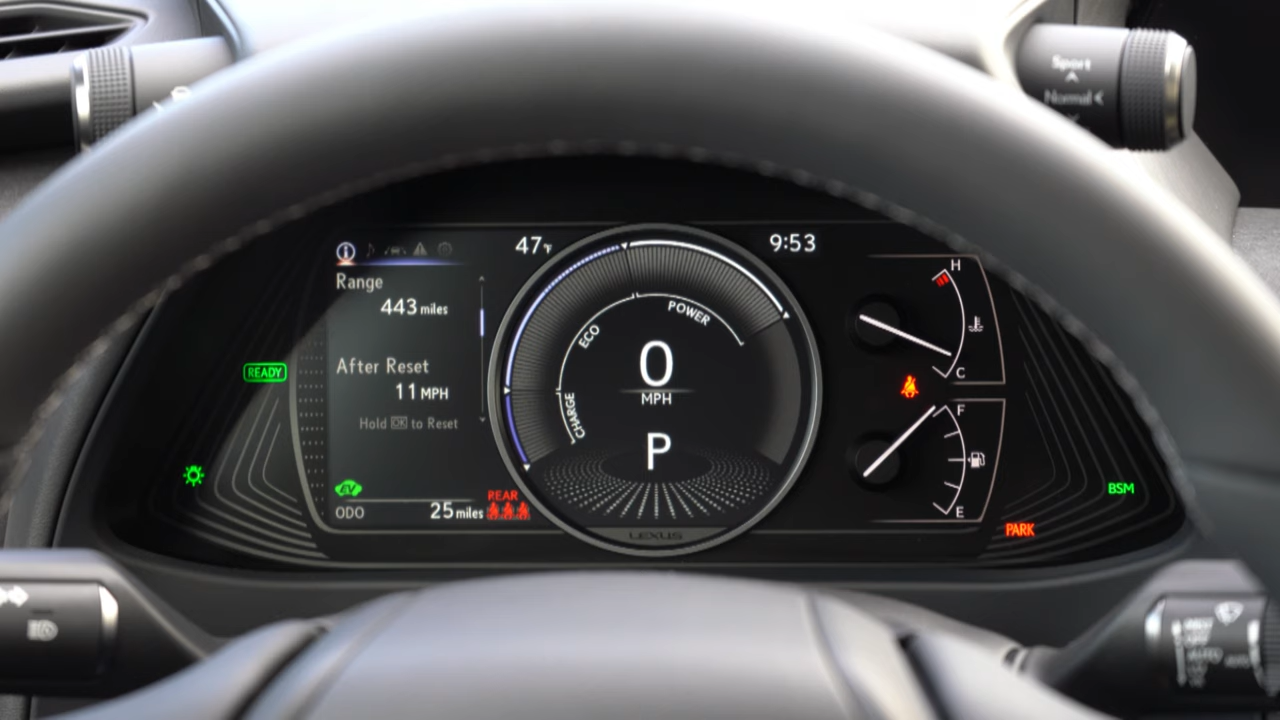 Sport
Normal
47°F
9:53
Range
443 miles
After Reset
11 MPH
Hold OK to Reset
EV
ODO 25 miles
REAR
READY
CHARGE
ECO
POWER
0
MPH
P
LEXUS
H
C
F
E
BSM
PARK